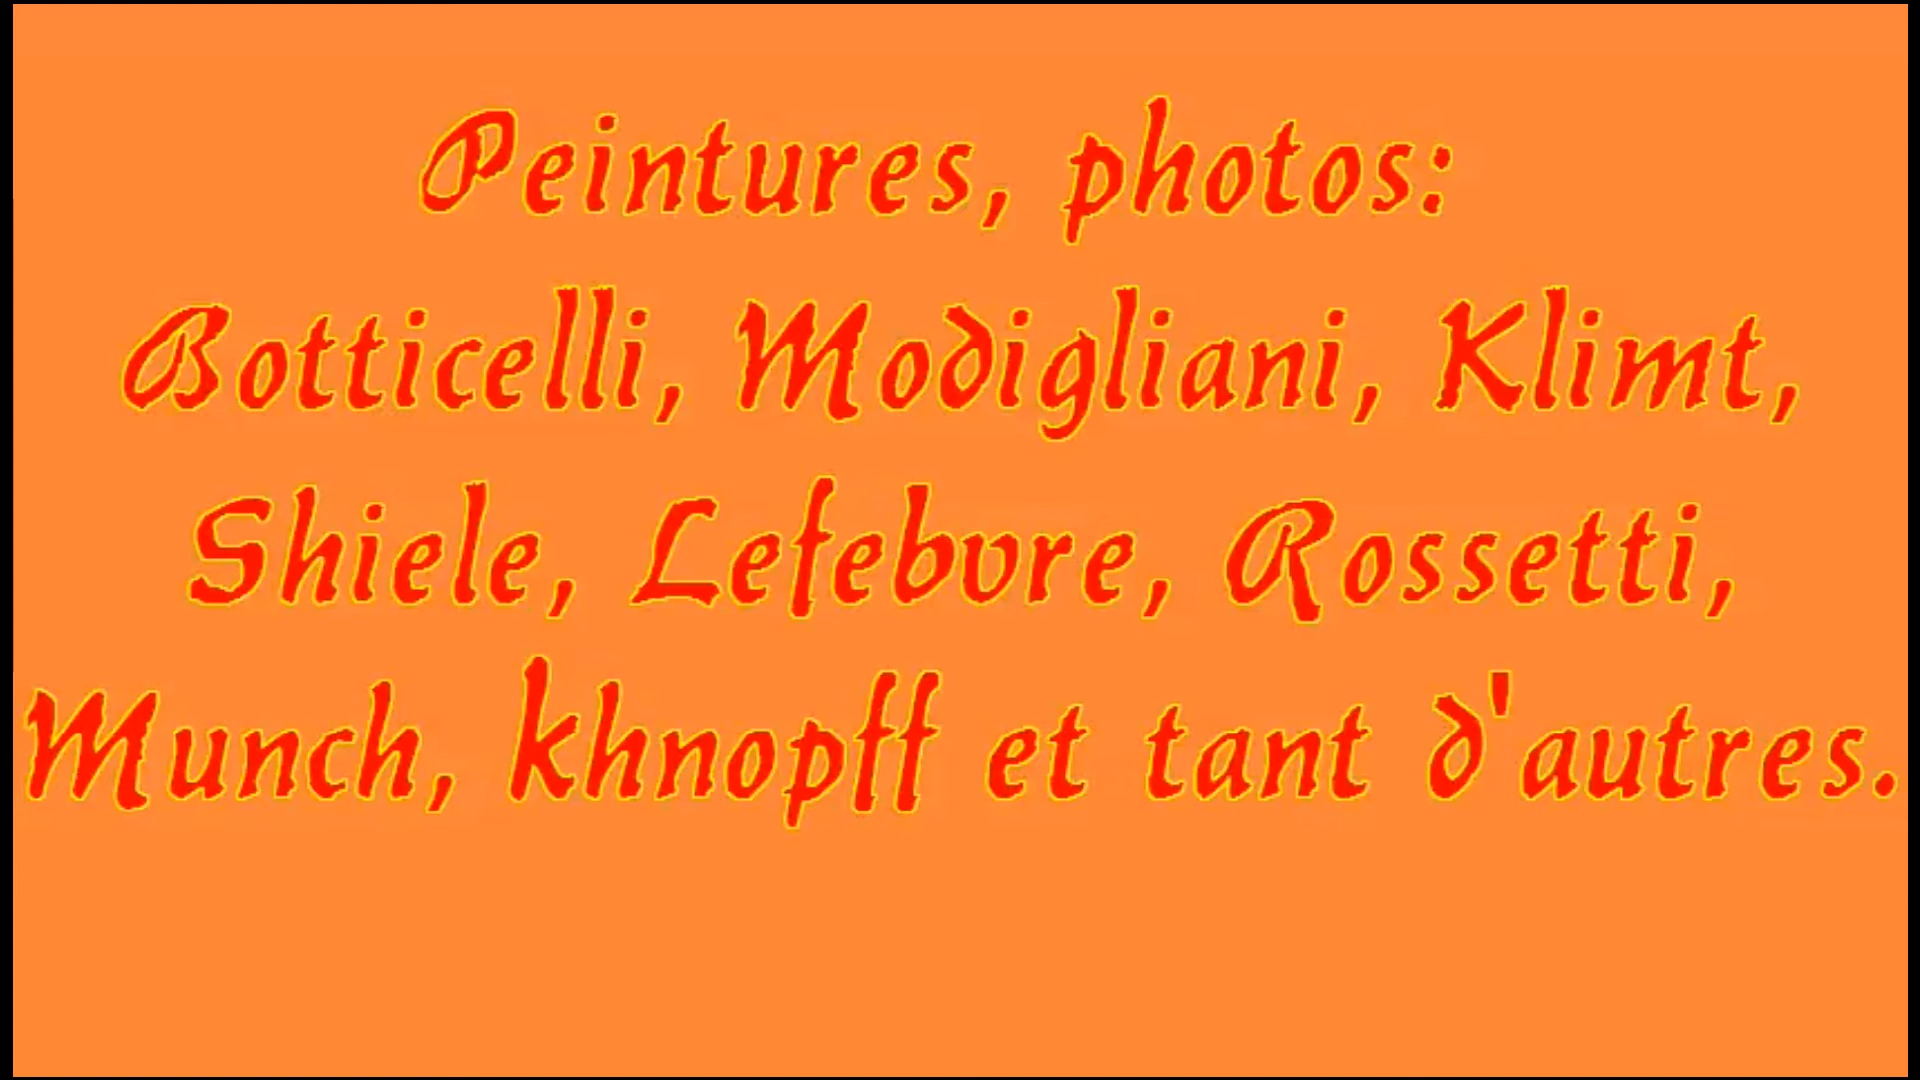 Peintures, photos:
Botticelli, Modigliani, Klimt,
Shiele, Lefebvre, Rossetti,
Munch, khnopff et tant d'autres.